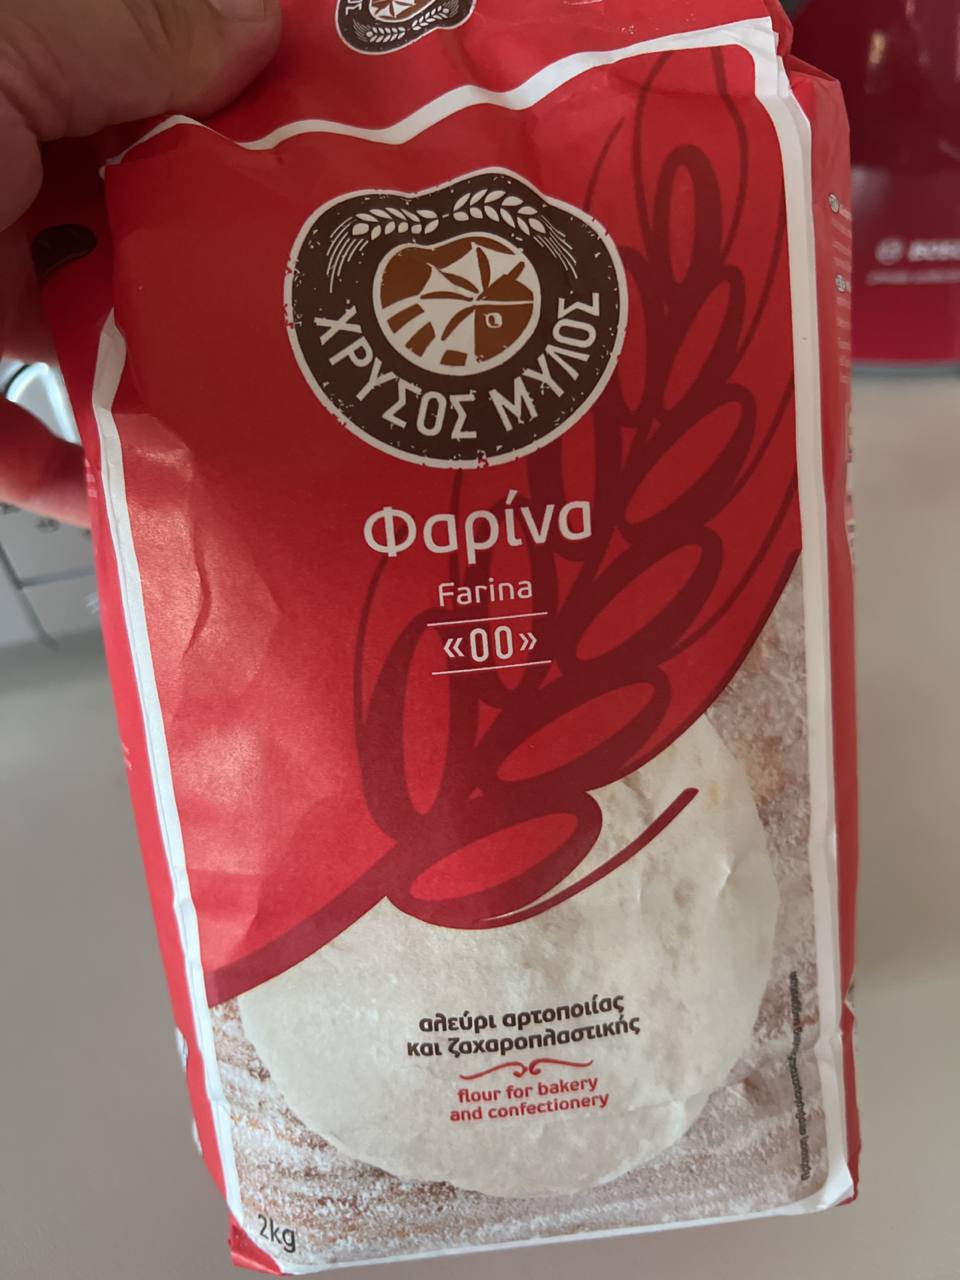 ΧΡΥΣΟΣ ΜΥΛΟΣ
Φαρίνα
Farina
«00»
αλεύρι αρτοποιίας
και ζαχαροπλαστικής
flour for bakery
and confectionery
2kg